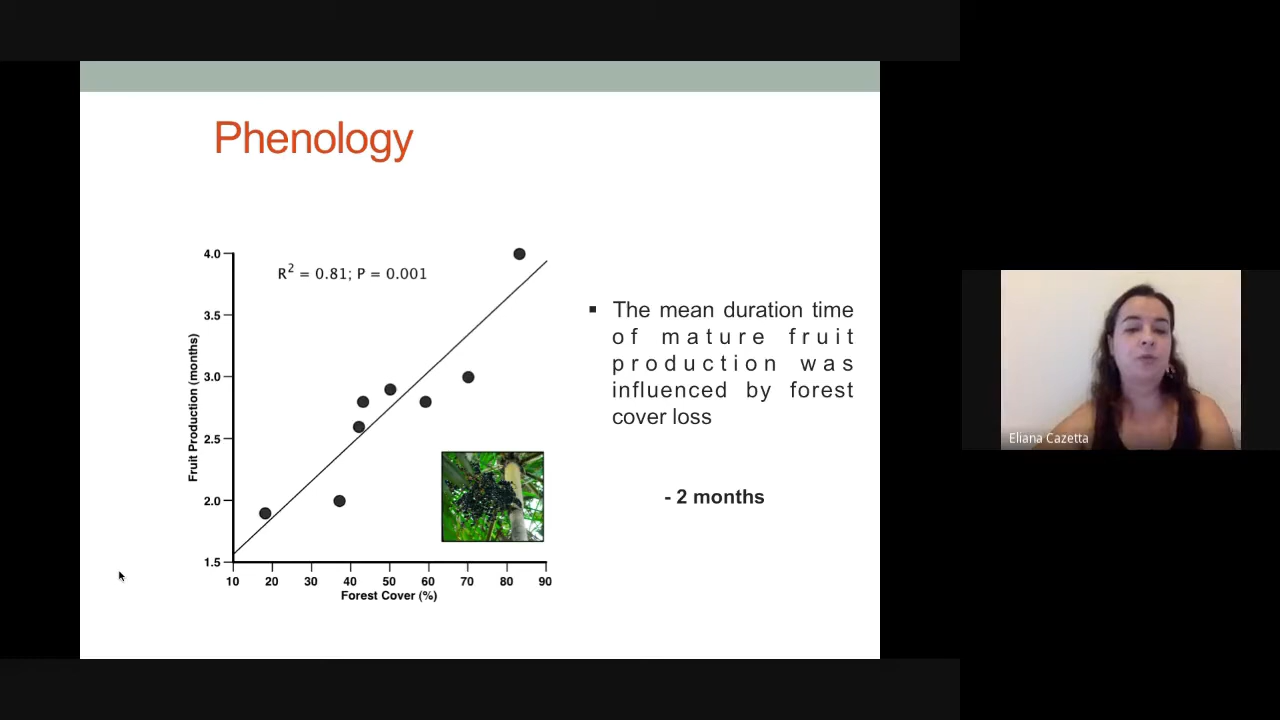 Phenology
R² = 0.81; P = 0.001
4.0
3.5
3.0
2.5
2.0
1.5
Fruit Production (months)
10 20 30 40 50 60 70 80 90
Forest Cover (%)
▪ The mean duration time
of mature fruit
production was
influenced by forest
cover loss
- 2 months
Eliana Cazetta